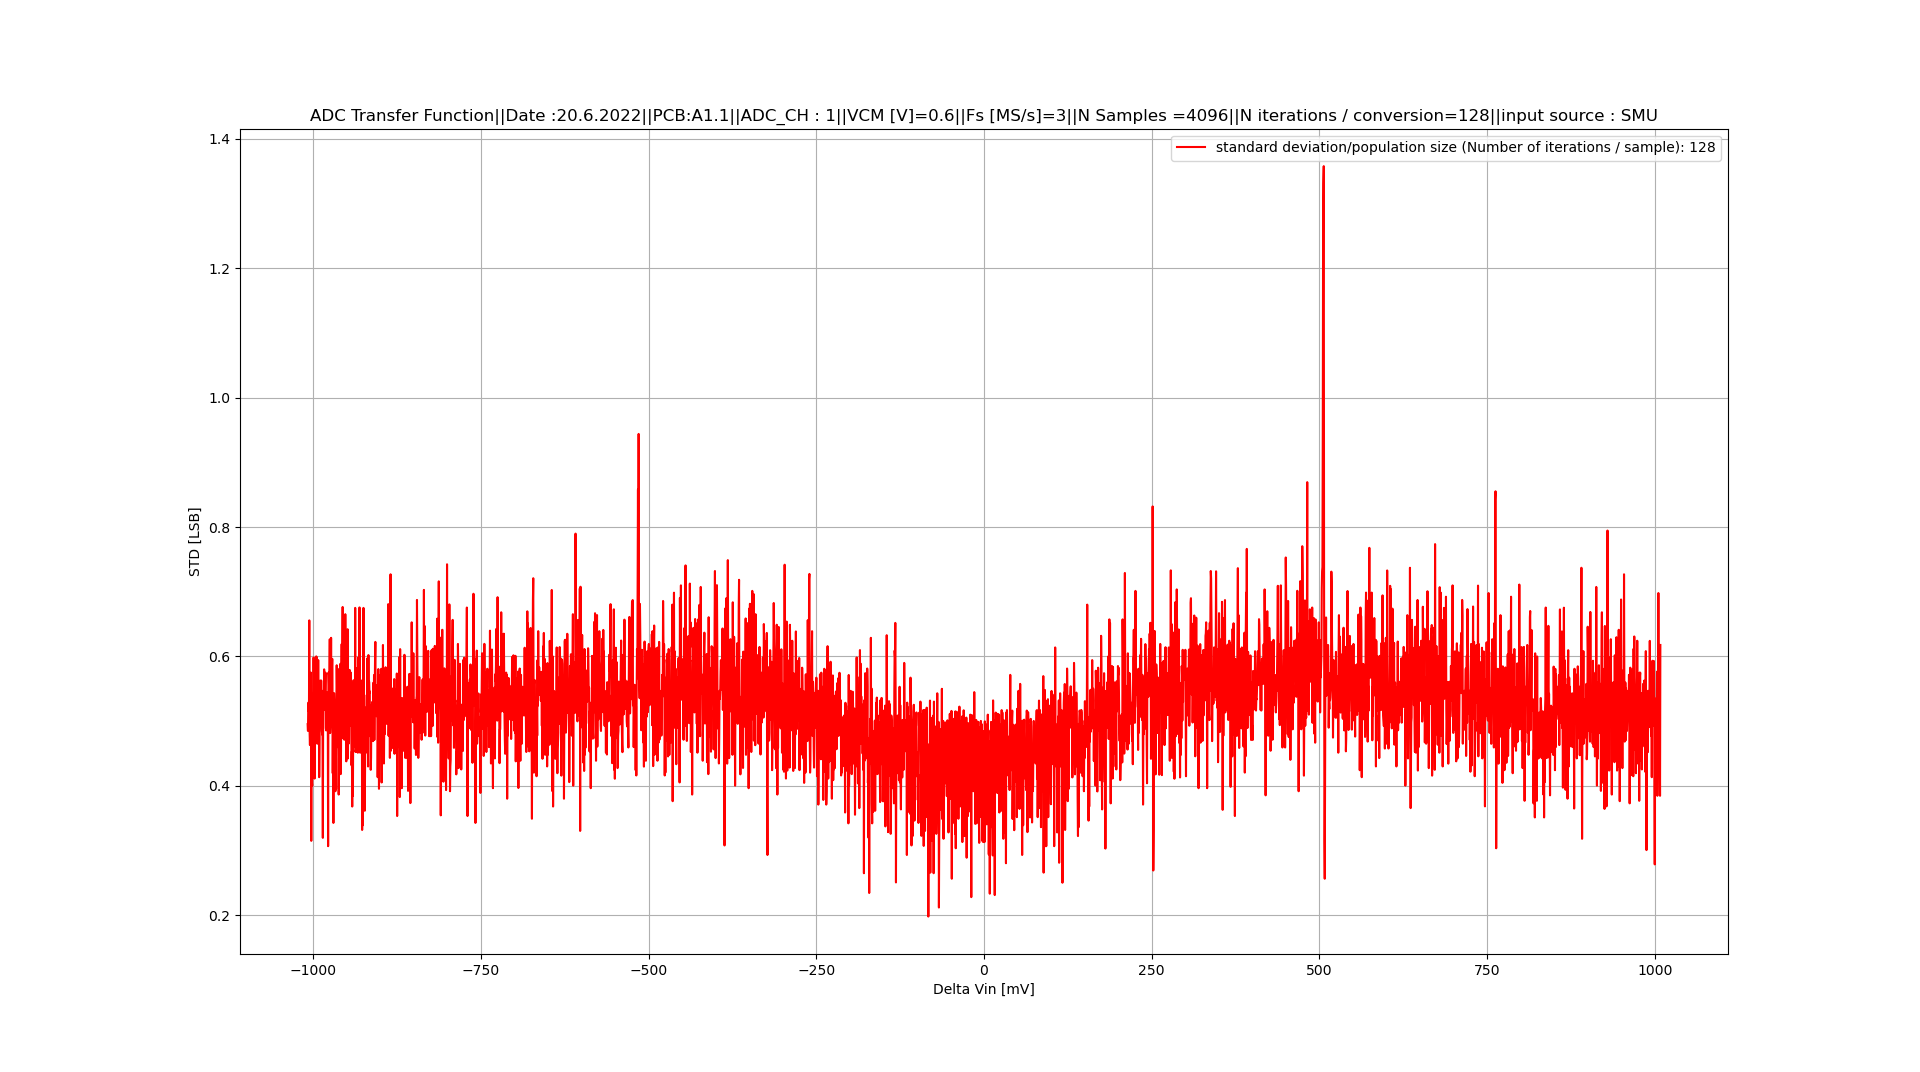 ADC Transfer Function||Date :20.6.2022||PCB:A1.1||ADC_CH : 1||VCM [V]=0.6||Fs [MS/s]=3||N Samples =4096||N iterations / conversion=128||input source : SMU
standard deviation/population size (Number of iterations / sample): 128
1.4
1.2
1.0
0.8
0.6
0.4
0.2
STD [LSB]
−1000 −750 −500 −250 0 250 500 750 1000
Delta Vin [mV]